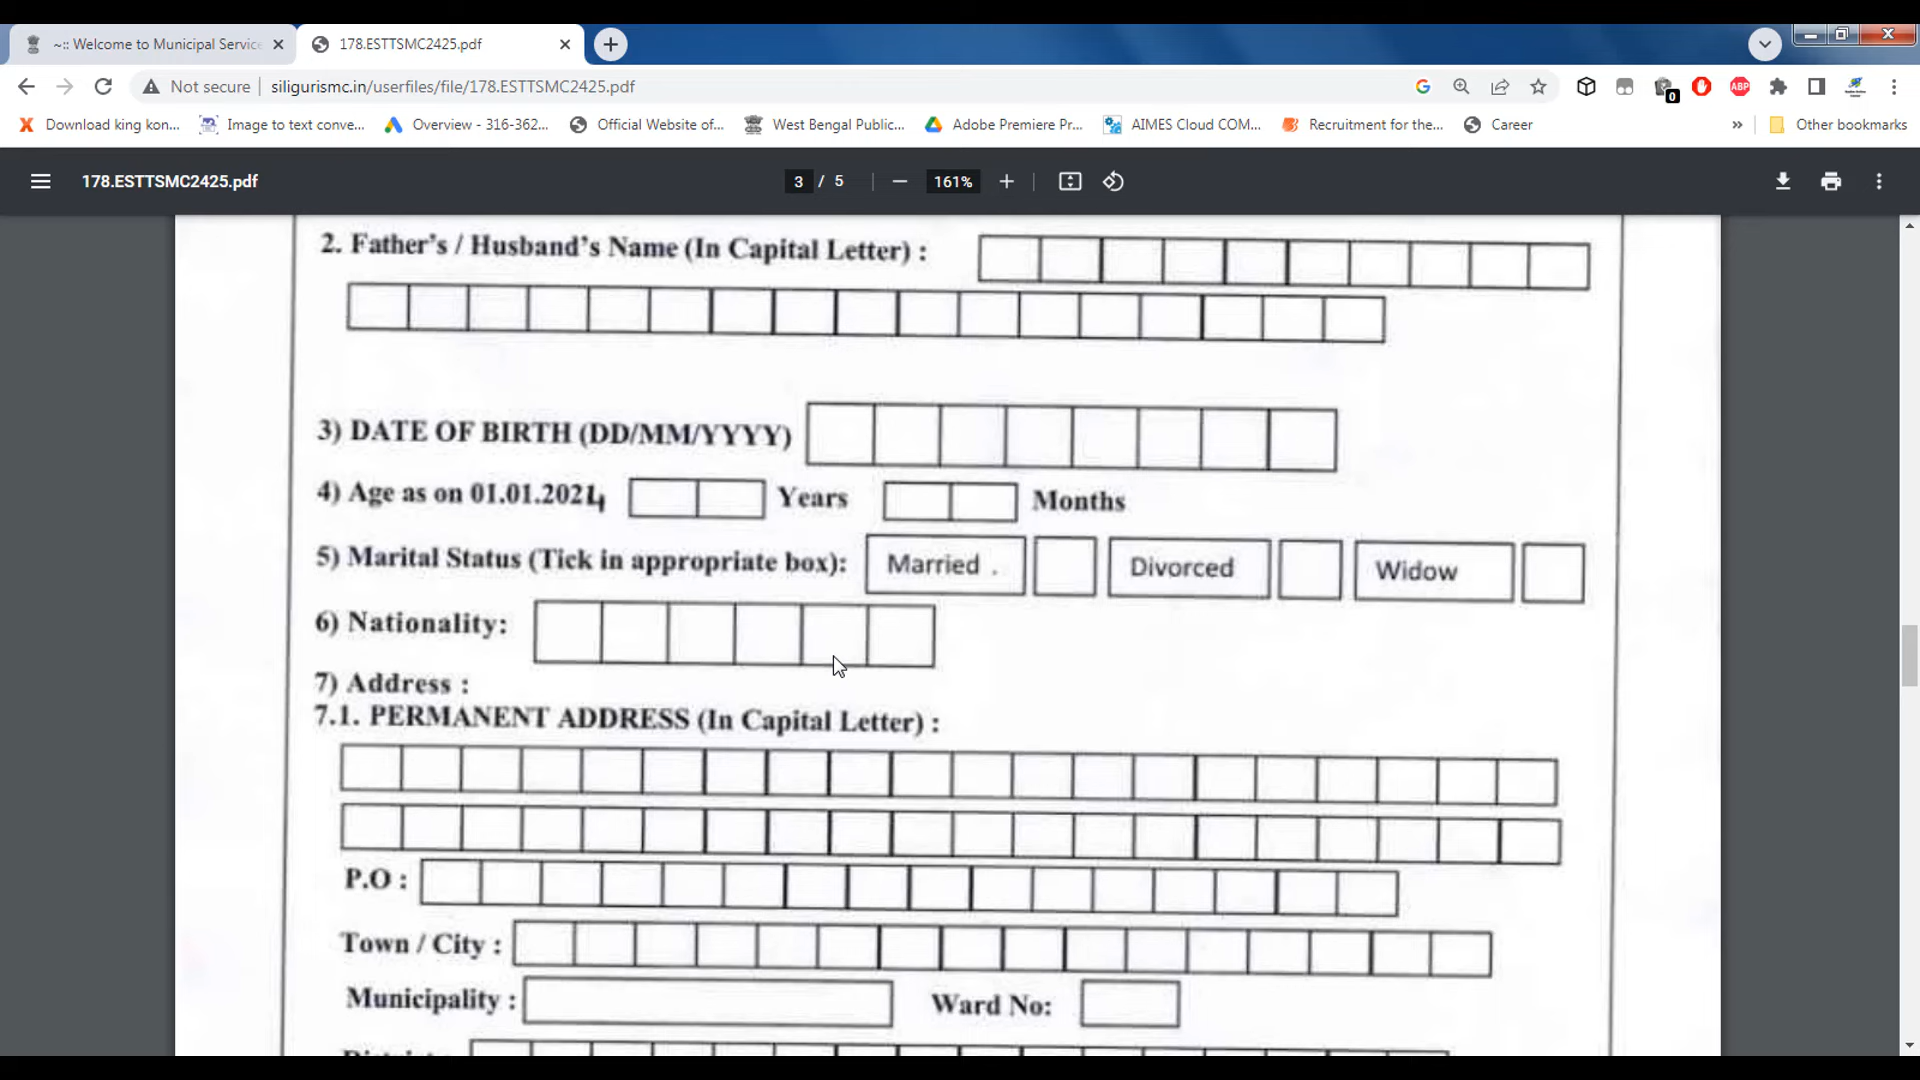 ~:: Welcome to Municipal Service
178.ESTTSMC2425.pdf
Not secure siligurismc.in/userfiles/file/178.ESTTSMC2425.pdf
G ABP 0
Download king kon... Image to text conve... Overview - 316-362... Official Website of... West Bengal Public... Adobe Premiere Pr... AIMES Cloud COM... Recruitment for the... Career » Other bookmarks
178.ESTTSMC2425.pdf 3 / 5 161%
2. Father's / Husband's Name (In Capital Letter) :
3) DATE OF BIRTH (DD/MM/YYYY)
4) Age as on 01.01.2024 Years Months
5) Marital Status (Tick in appropriate box): Married . Divorced Widow
6) Nationality:
7) Address :
7.1. PERMANENT ADDRESS (In Capital Letter) :
P.O :
Town / City :
Municipality : Ward No: